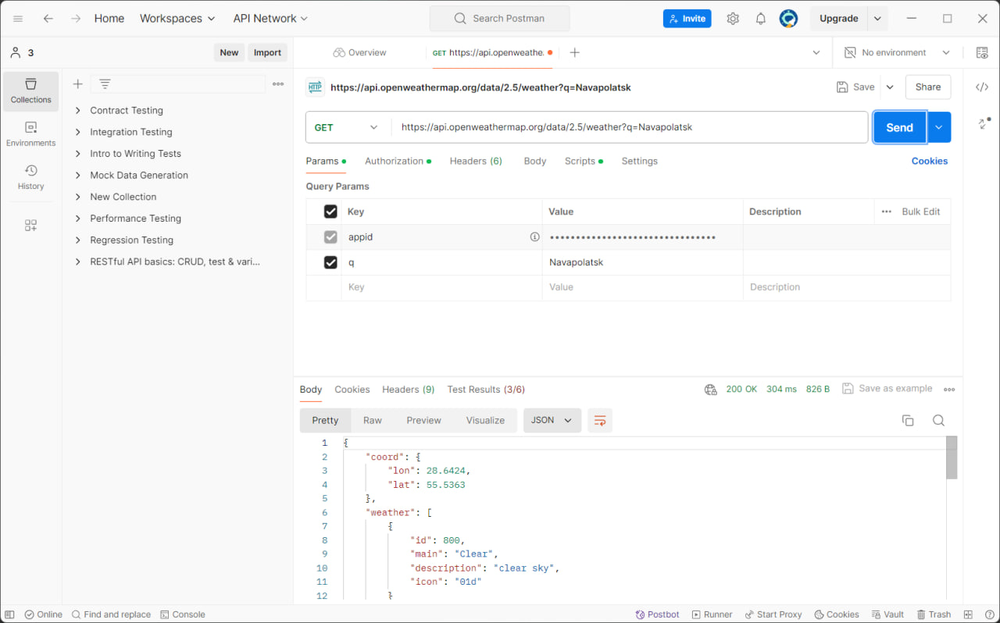 Home Workspaces API Network Search Postman Invite Upgrade
3 New Import Overview GET https://api.openweathe. No environment
Collections
Environments
History
Contract Testing
Integration Testing
Intro to Writing Tests
Mock Data Generation
New Collection
Performance Testing
Regression Testing
RESTful API basics: CRUD, test & vari...
HTTP https://api.openweathermap.org/data/2.5/weather?q=Navapolatsk Save Share
GET https://api.openweathermap.org/data/2.5/weather?q=Navapolatsk Send
Params Authorization Headers (6) Body Scripts Settings Cookies
Query Params
Key Value Description Bulk Edit
appid ••••••••••••••••••••••••••••••••
q Navapolatsk
Key Value Description
Body Cookies Headers (9) Test Results (3/6) 200 OK 304 ms 826 B Save as example
Pretty Raw Preview Visualize JSON
1 {
2 "coord": {
3 "lon": 28.6424,
4 "lat": 55.5363
5 },
6 "weather": [
7 {
8 "id": 800,
9 "main": "Clear",
10 "description": "clear sky",
11 "icon": "01d"
12 }
Online Find and replace Console Postbot Runner Start Proxy Cookies Vault Trash